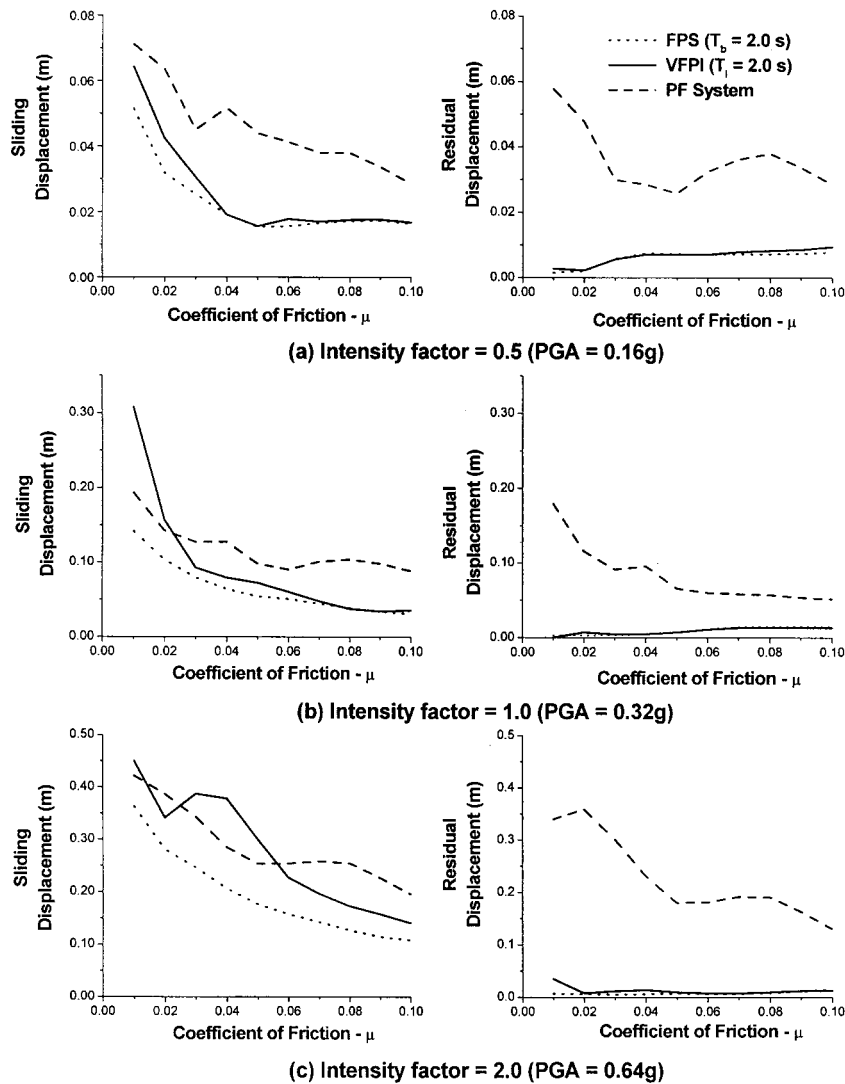 Sliding
Displacement (m)
0.08
0.06
0.04
0.02
0.00
0.00 0.02 0.04 0.06 0.08 0.10
Coefficient of Friction - μ
Residual
Displacement (m)
0.08
0.06
0.04
0.02
0.00
0.00 0.02 0.04 0.06 0.08 0.10
Coefficient of Friction - μ
FPS (T_b = 2.0 s)
VFPI (T_I = 2.0 s)
PF System
(a) Intensity factor = 0.5 (PGA = 0.16g)
Sliding
Displacement (m)
0.30
0.20
0.10
0.00
0.00 0.02 0.04 0.06 0.08 0.10
Coefficient of Friction - μ
Residual
Displacement (m)
0.30
0.20
0.10
0.00
0.00 0.02 0.04 0.06 0.08 0.10
Coefficient of Friction - μ
(b) Intensity factor = 1.0 (PGA = 0.32g)
Sliding
Displacement (m)
0.50
0.40
0.30
0.20
0.10
0.00
0.00 0.02 0.04 0.06 0.08 0.10
Coefficient of Friction - μ
Residual
Displacement (m)
0.5
0.4
0.3
0.2
0.1
0.0
0.00 0.02 0.04 0.06 0.08 0.10
Coefficient of Friction - μ
(c) Intensity factor = 2.0 (PGA = 0.64g)